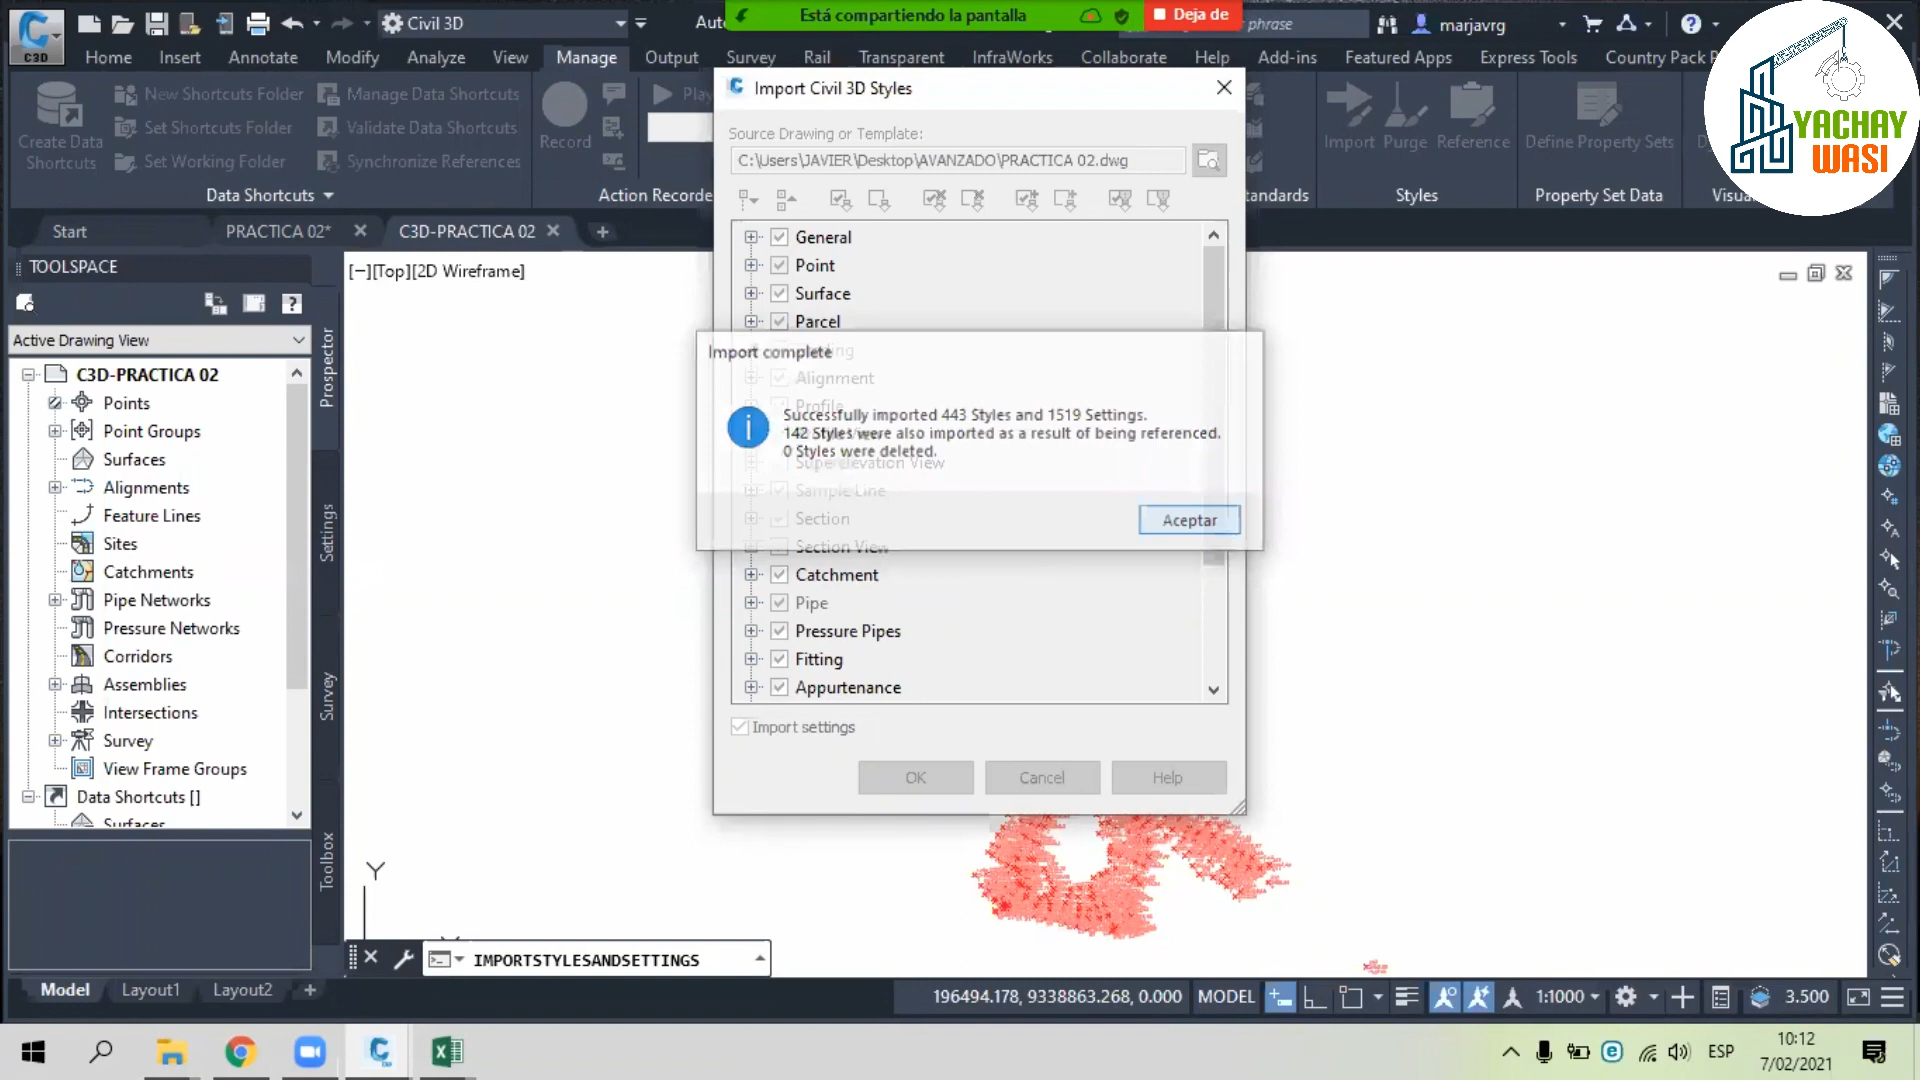 C3D
Civil 3D
Está compartiendo la pantalla
Deja de
phrase
marjavrg
Home
Insert
Annotate
Modify
Analyze
View
Manage
Output
Survey
Rail
Transparent
InfraWorks
Collaborate
Help
Add-ins
Featured Apps
Express Tools
Country Pack
YACHAY
WASI
Create Data
Shortcuts
New Shortcuts Folder
Set Shortcuts Folder
Set Working Folder
Manage Data Shortcuts
Validate Data Shortcuts
Synchronize References
Record
Import
Purge
Reference
Define Property Sets
Data Shortcuts
Action Recorde
Styles
Property Set Data
Start
PRACTICA 02*
C3D-PRACTICA 02
TOOLSPACE
[−][Top][2D Wireframe]
Active Drawing View
C3D-PRACTICA 02
Points
Point Groups
Surfaces
Alignments
Feature Lines
Sites
Catchments
Pipe Networks
Pressure Networks
Corridors
Assemblies
Intersections
Survey
View Frame Groups
Data Shortcuts []
Surfaces
Prospector
Settings
Survey
Toolbox
Import Civil 3D Styles
Source Drawing or Template:
C:\Users\JAVIER\Desktop\AVANZADO\PRACTICA 02.dwg
General
Point
Surface
Parcel
Import complete
Alignment
Profile
Successfully imported 443 Styles and 1519 Settings.
142 Styles were also imported as a result of being referenced.
0 Styles were deleted.
Superelevation View
Sample Line
Section
Aceptar
Section View
Catchment
Pipe
Pressure Pipes
Fitting
Appurtenance
Import settings
OK
Cancel
Help
Y
IMPORTSTYLESANDSETTINGS
Model
Layout1
Layout2
196494.178, 9338863.268, 0.000
MODEL
1:1000
3.500
ESP
10:12
7/02/2021